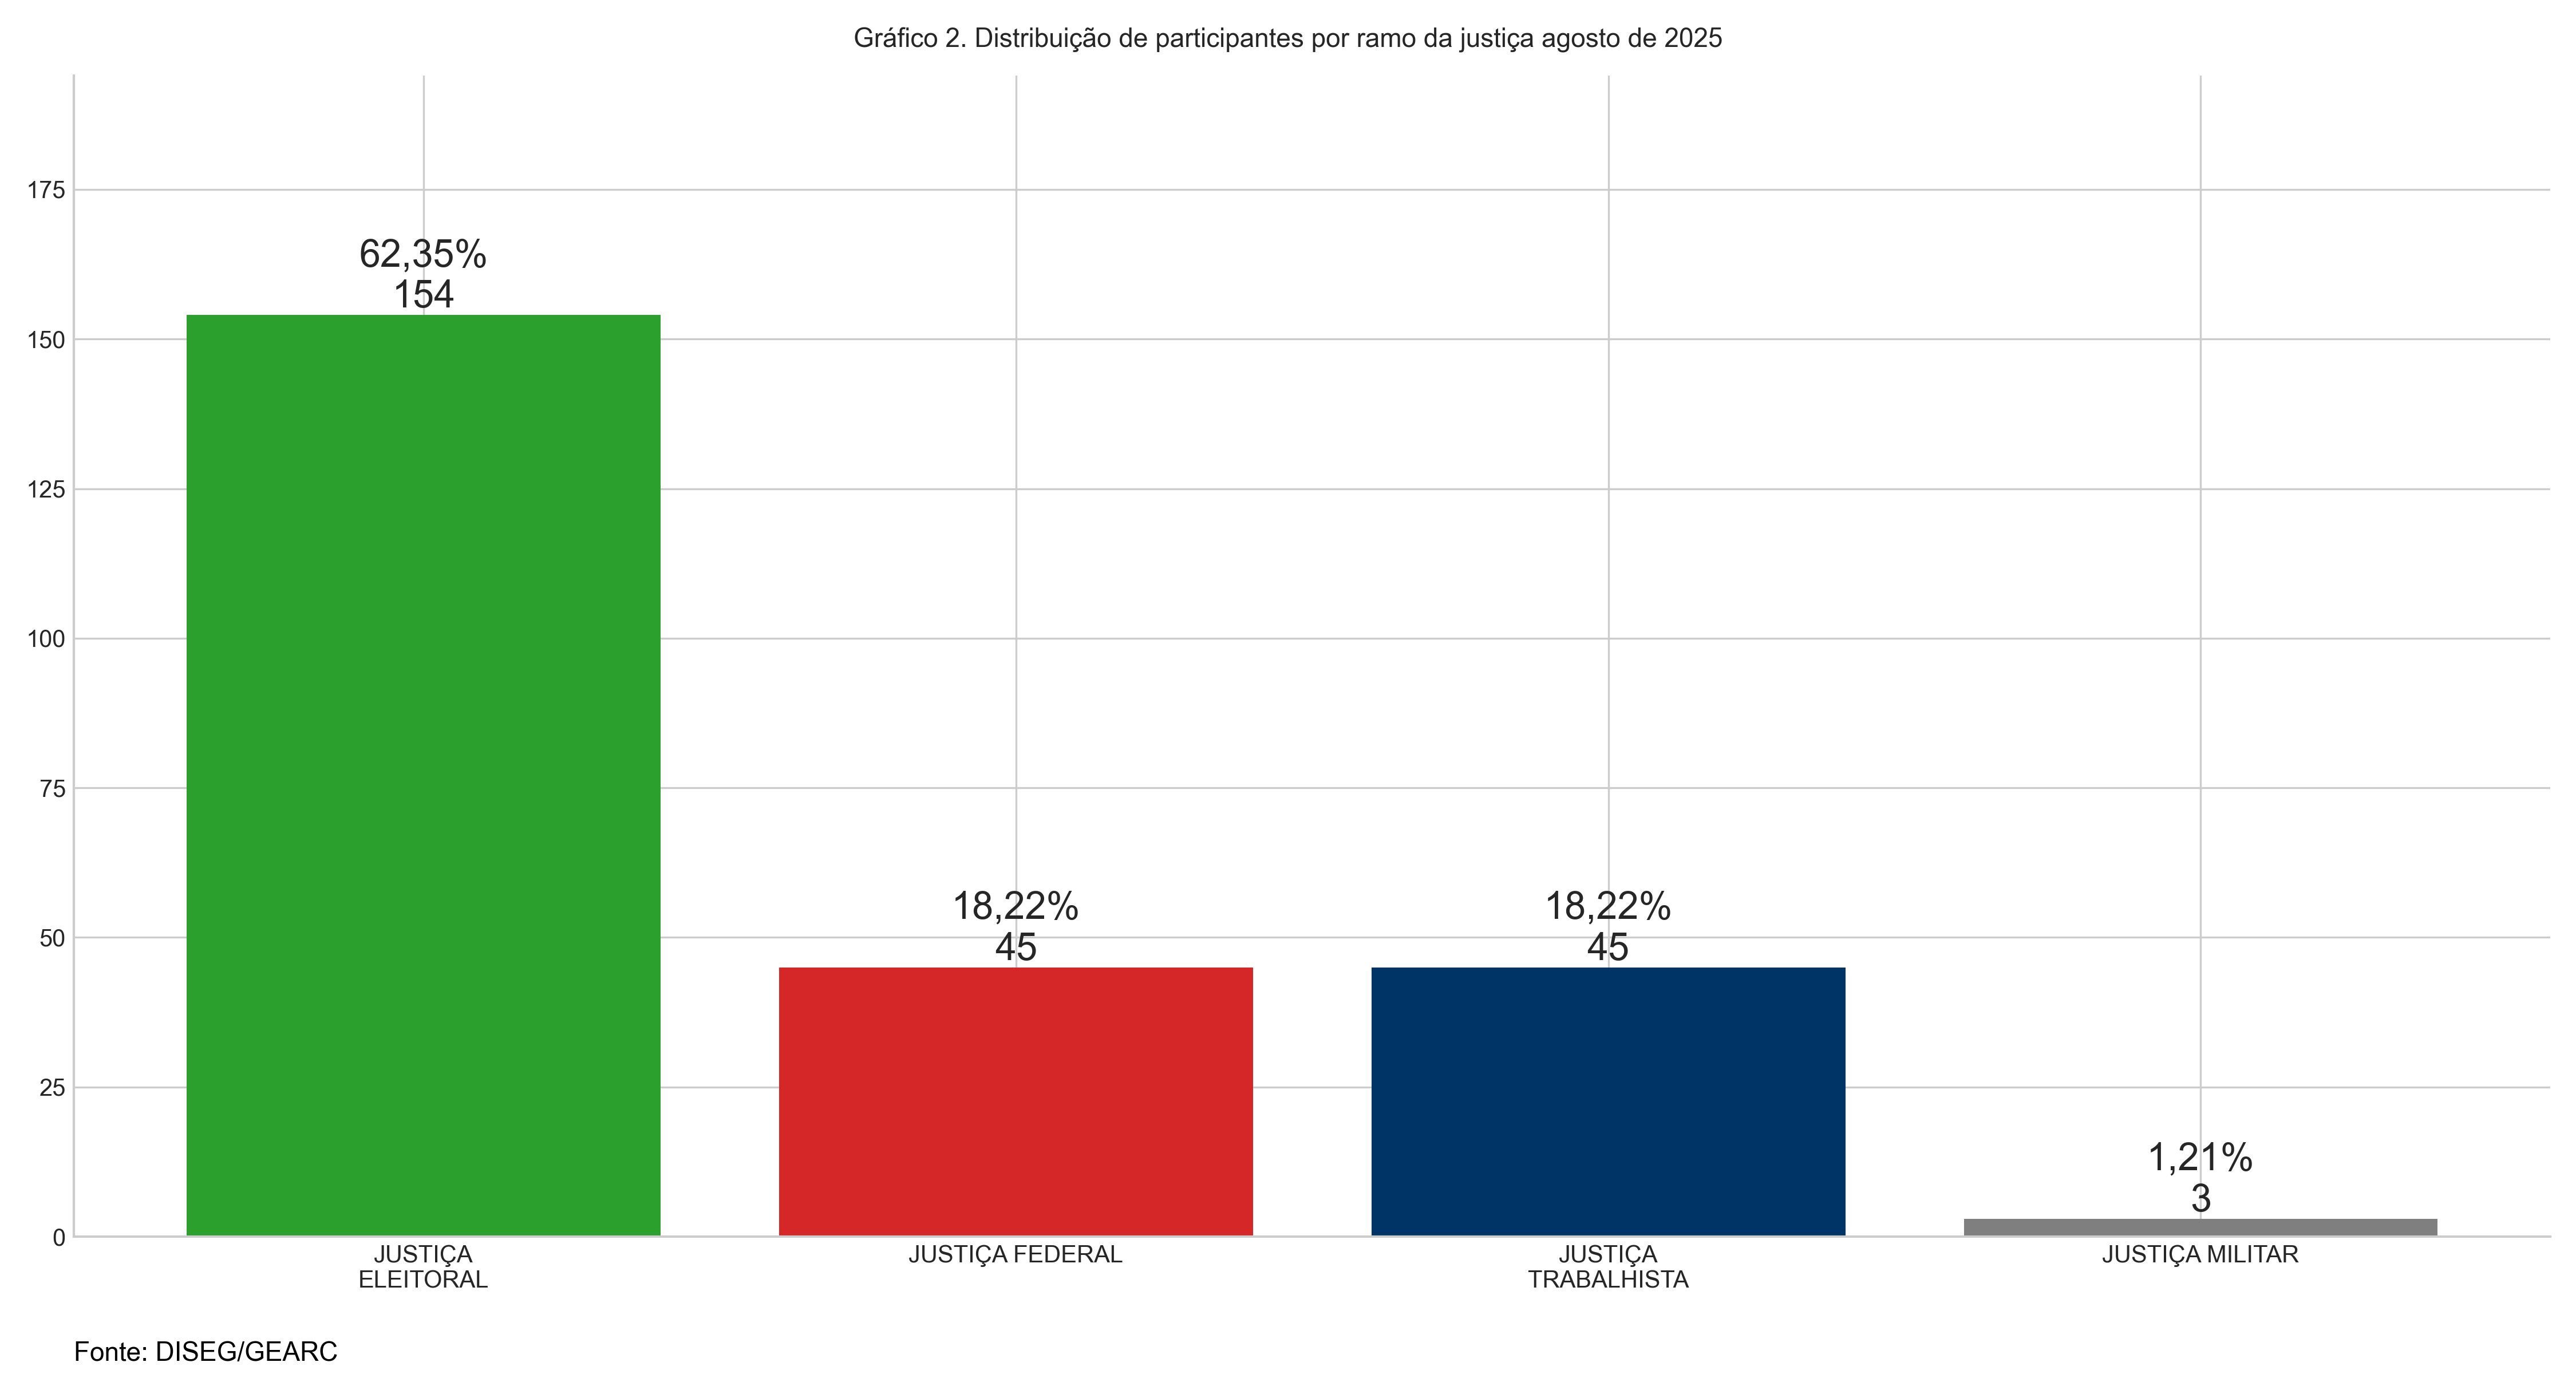 Gráfico 2. Distribuição de participantes por ramo da justiça agosto de 2025
175
150
125
100
75
50
25
0
62,35%
154
18,22%
45
18,22%
45
1,21%
3
JUSTIÇA
ELEITORAL
JUSTIÇA FEDERAL
JUSTIÇA
TRABALHISTA
JUSTIÇA MILITAR
Fonte: DISEG/GEARC